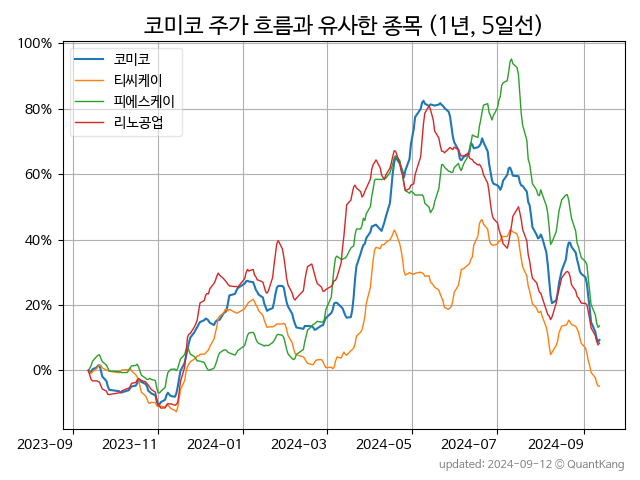 코미코 주가 흐름과 유사한 종목 (1년, 5일선)
100%
80%
60%
40%
20%
0%
코미코
티씨케이
피에스케이
리노공업
2023-09 2023-11 2024-01 2024-03 2024-05 2024-07 2024-09
updated: 2024-09-12 © QuantKang